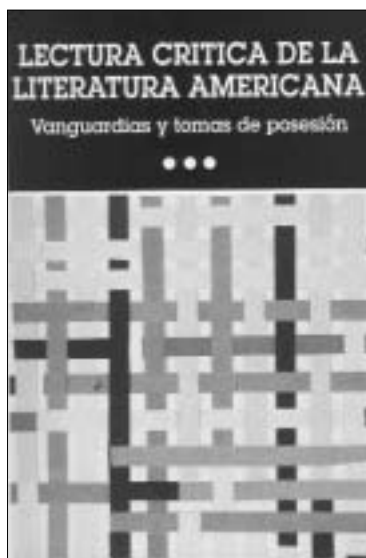 LECTURA CRITICA DE LA
LITERATURA AMERICANA
Vanguardias y tomas de posesión
●●●